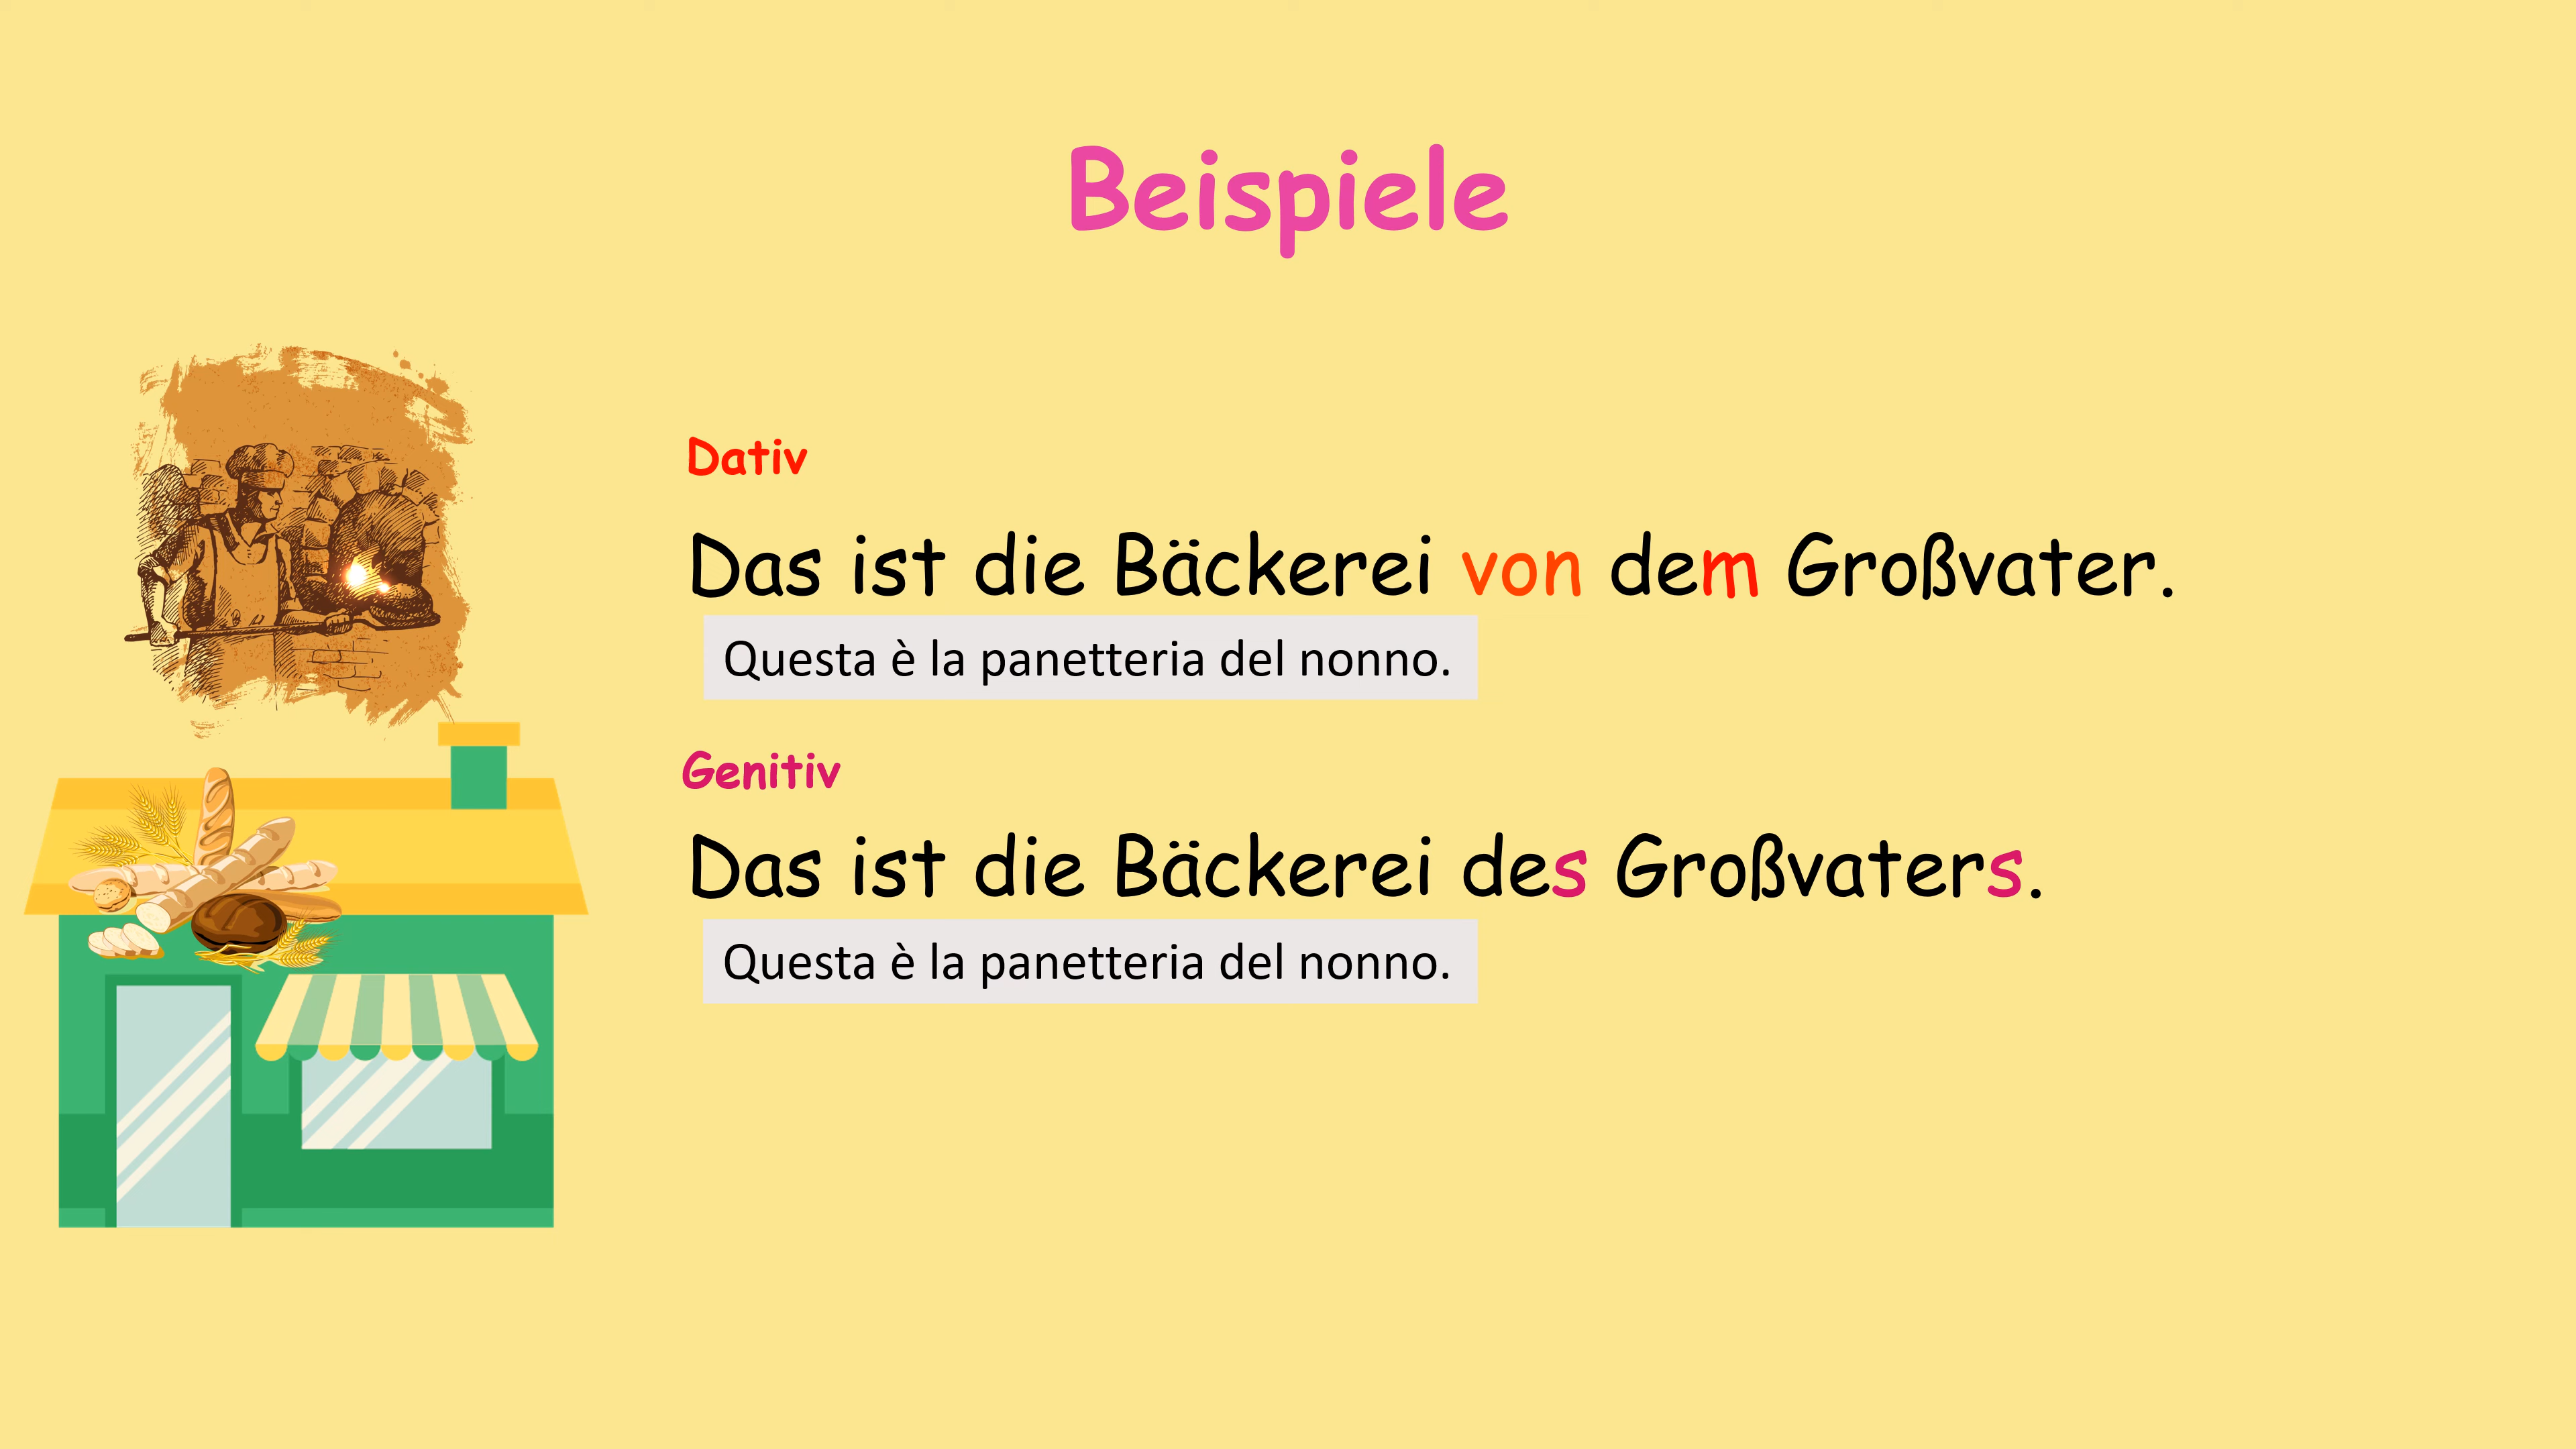 Beispiele
Dativ
Das ist die Bäckerei von dem Großvater.
Questa è la panetteria del nonno.
Genitiv
Das ist die Bäckerei des Großvaters.
Questa è la panetteria del nonno.